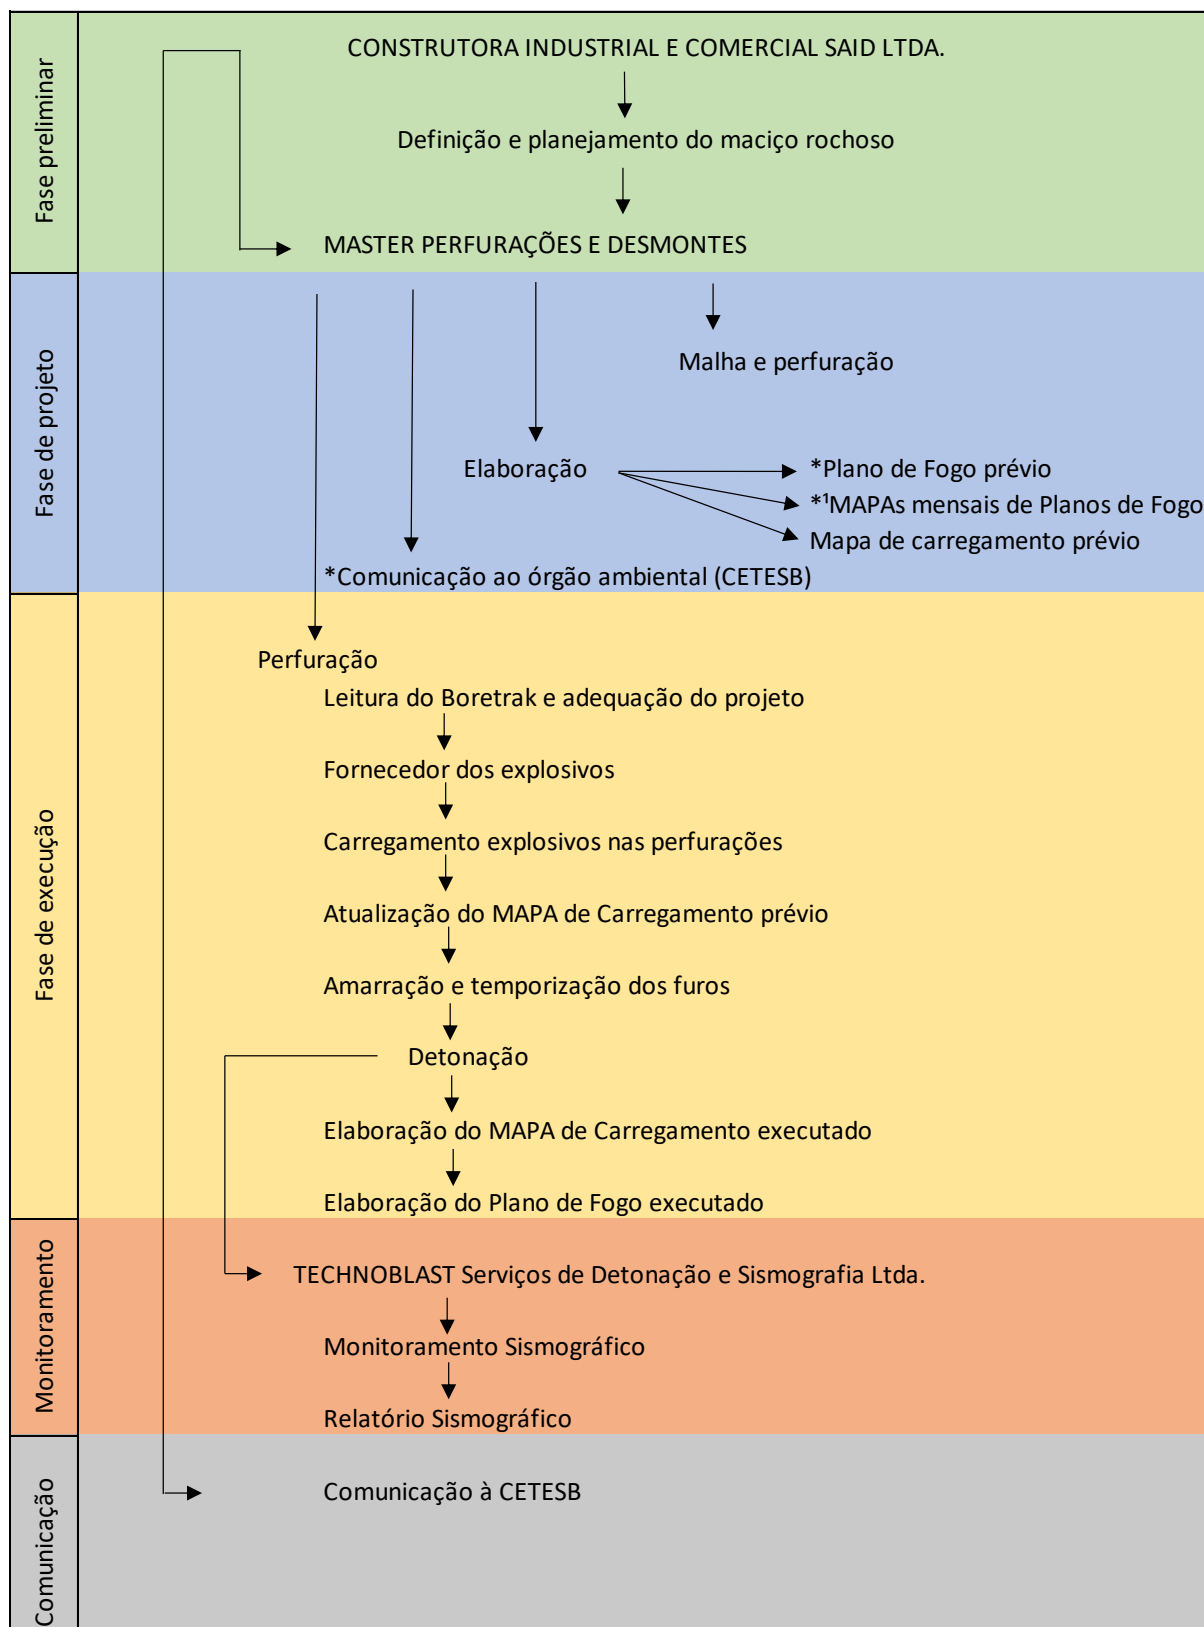 Fase preliminar
CONSTRUTORA INDUSTRIAL E COMERCIAL SAID LTDA.
Definição e planejamento do maciço rochoso
MASTER PERFURAÇÕES E DESMONTES
Fase de projeto
Malha e perfuração
Elaboração
*Plano de Fogo prévio
*¹MAPAs mensais de Planos de Fogo
Mapa de carregamento prévio
*Comunicação ao órgão ambiental (CETESB)
Fase de execução
Perfuração
Leitura do Boretrak e adequação do projeto
Fornecedor dos explosivos
Carregamento explosivos nas perfurações
Atualização do MAPA de Carregamento prévio
Amarração e temporização dos furos
Detonação
Elaboração do MAPA de Carregamento executado
Elaboração do Plano de Fogo executado
Monitoramento
TECHNOBLAST Serviços de Detonação e Sismografia Ltda.
Monitoramento Sismográfico
Relatório Sismográfico
Comunicação
Comunicação à CETESB